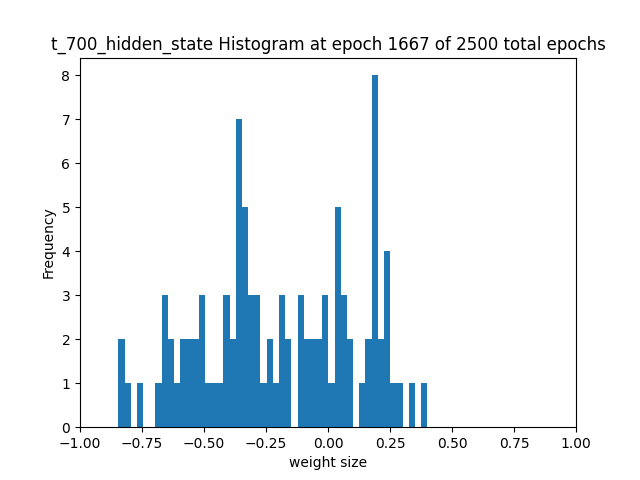 t_700_hidden_state Histogram at epoch 1667 of 2500 total epochs
8
7
6
5
4
3
2
1
0
Frequency
−1.00 −0.75 −0.50 −0.25 0.00 0.25 0.50 0.75 1.00
weight size